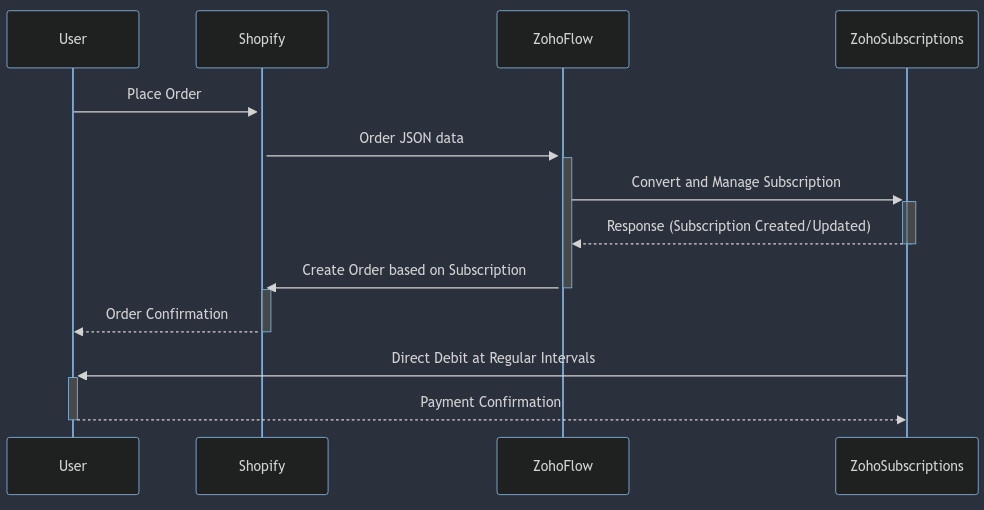 User
Shopify
ZohoFlow
ZohoSubscriptions
Place Order
Order JSON data
Convert and Manage Subscription
Response (Subscription Created/Updated)
Create Order based on Subscription
Order Confirmation
Direct Debit at Regular Intervals
Payment Confirmation
User
Shopify
ZohoFlow
ZohoSubscriptions